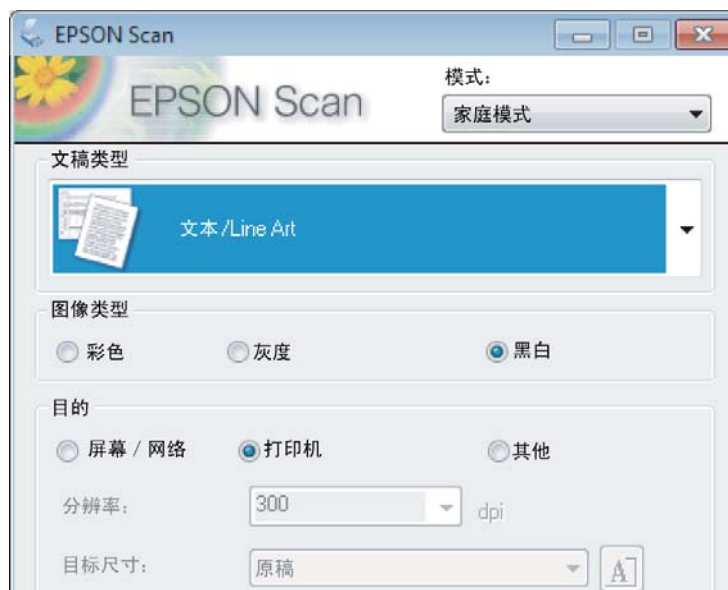 EPSON Scan
EPSON Scan
模式:
家庭模式
文稿类型
文本/Line Art
图像类型
彩色 灰度 黑白
目的
屏幕 / 网络 打印机 其他
分辨率: 300 dpi
目标尺寸: 原稿 A